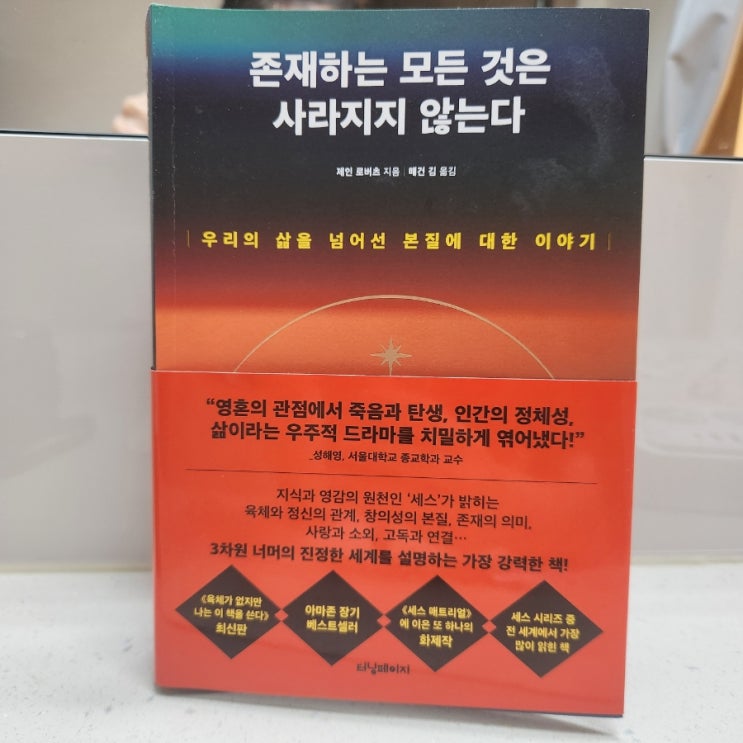 존재하는 모든 것은
사라지지 않는다
제인 로버츠 지음 | 매건 김 옮김
| 우리의 삶을 넘어선 본질에 대한 이야기 |
“영혼의 관점에서 죽음과 탄생, 인간의 정체성,
삶이라는 우주적 드라마를 치밀하게 엮어냈다!”
_성해영, 서울대학교 종교학과 교수
지식과 영감의 원천인 ‘세스’가 밝히는
육체와 정신의 관계, 창의성의 본질, 존재의 의미,
사랑과 소외, 고독과 연결…
3차원 너머의 진정한 세계를 설명하는 가장 강력한 책!
《육체가 없지만
나는 이 책을 쓴다》
최신판
아마존 장기
베스트셀러
《세스 매트리얼》
에 이은 또 하나의
화제작
세스 시리즈 중
전 세계에서 가장
많이 읽힌 책
터닝페이지